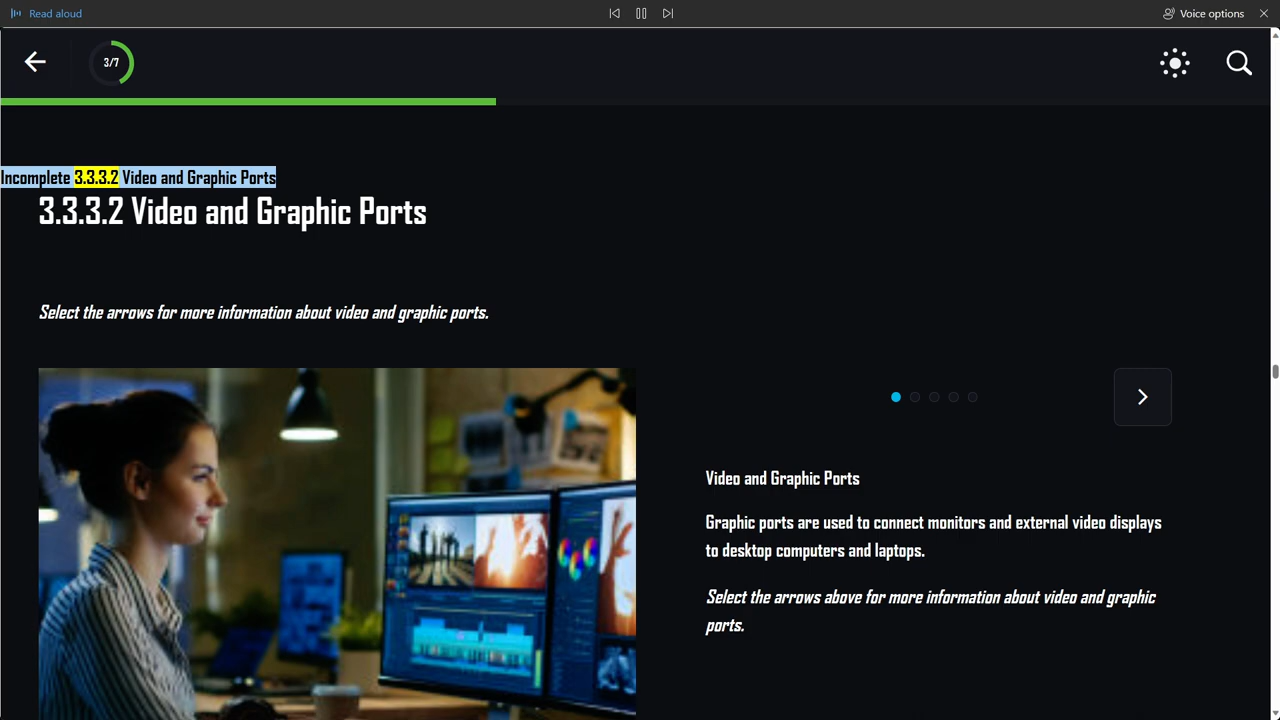 Read aloud
Voice options
3/7
Incomplete 3.3.3.2 Video and Graphic Ports
3.3.3.2 Video and Graphic Ports
Select the arrows for more information about video and graphic ports.
Video and Graphic Ports
Graphic ports are used to connect monitors and external video displays
to desktop computers and laptops.
Select the arrows above for more information about video and graphic
ports.